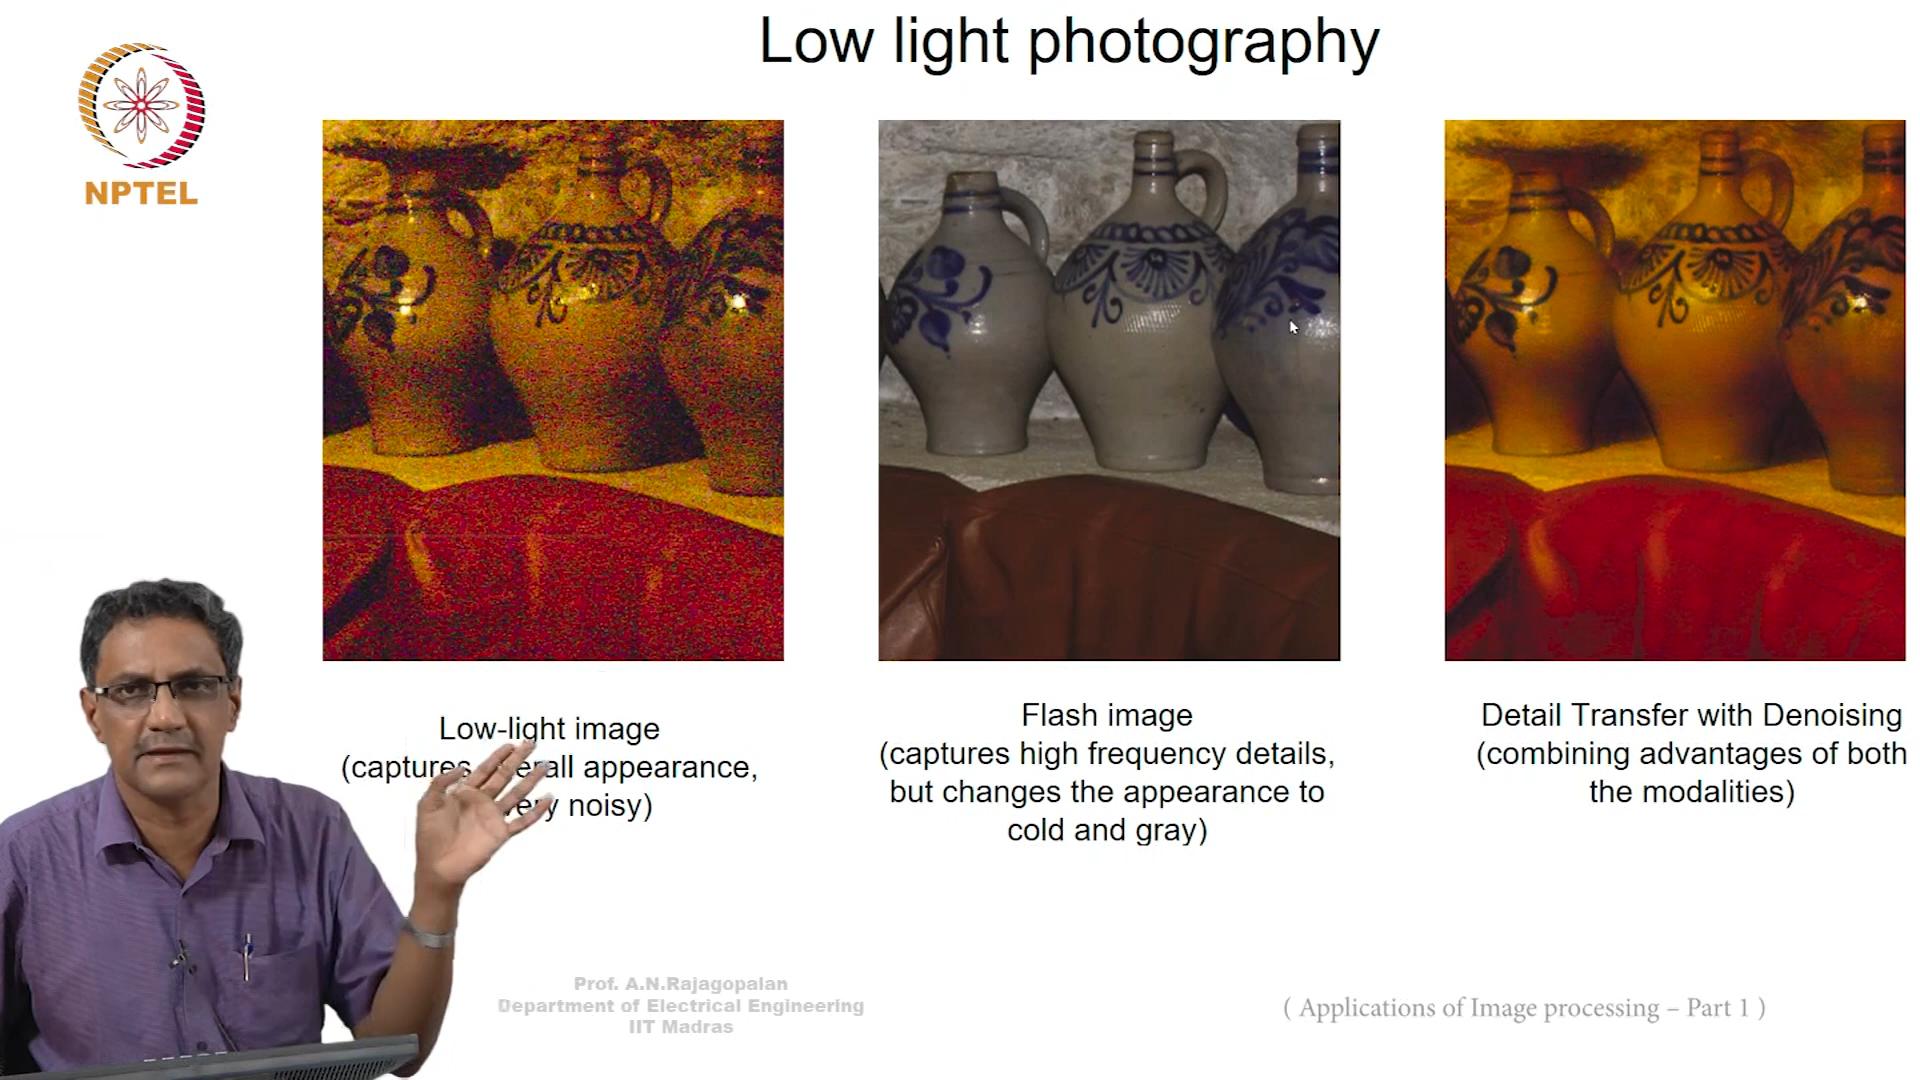 Low light photography
NPTEL
Low-light image
(captures overall appearance,
very noisy)
Flash image
(captures high frequency details,
but changes the appearance to
cold and gray)
Detail Transfer with Denoising
(combining advantages of both
the modalities)
Prof. A.N.Rajagopalan
Department of Electrical Engineering
IIT Madras
( Applications of Image processing – Part 1 )